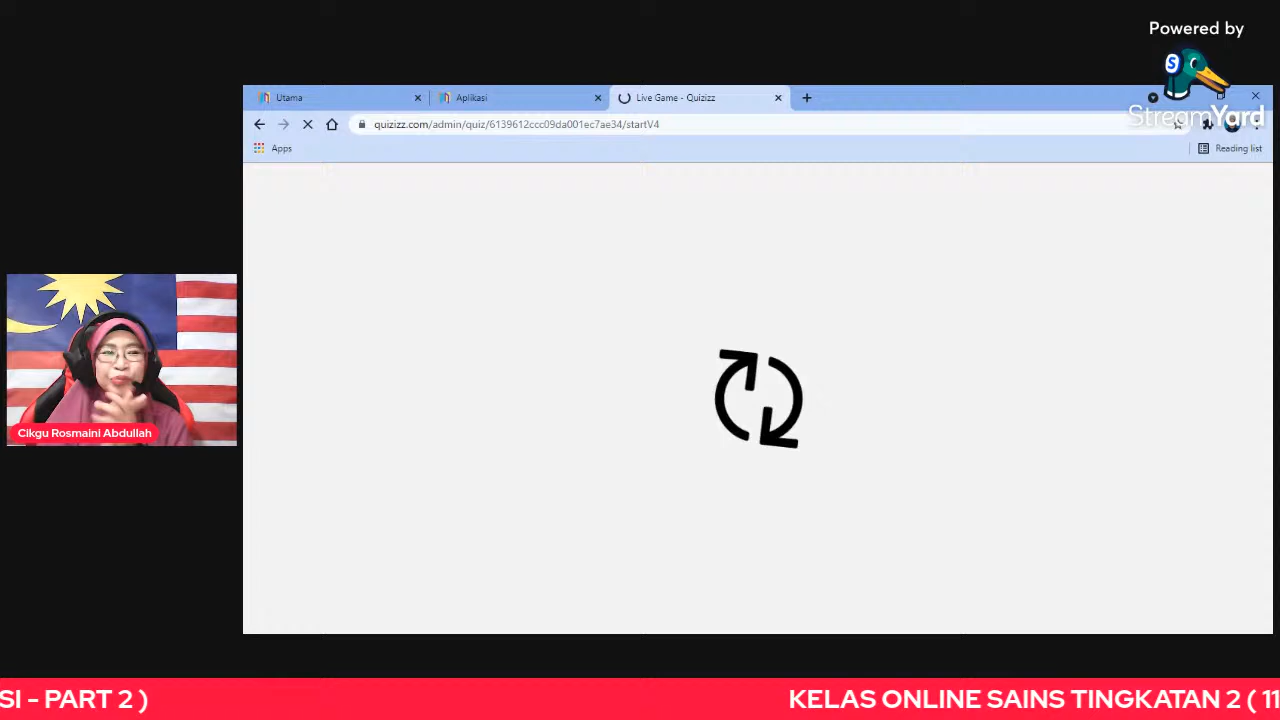 Powered by
StreamYard
Utama
Aplikasi
Live Game - Quizizz
quizizz.com/admin/quiz/6139612ccc09da001ec7ae34/startV4
Apps
Reading list
Cikgu Rosmaini Abdullah
SI - PART 2 )
KELAS ONLINE SAINS TINGKATAN 2 ( 11